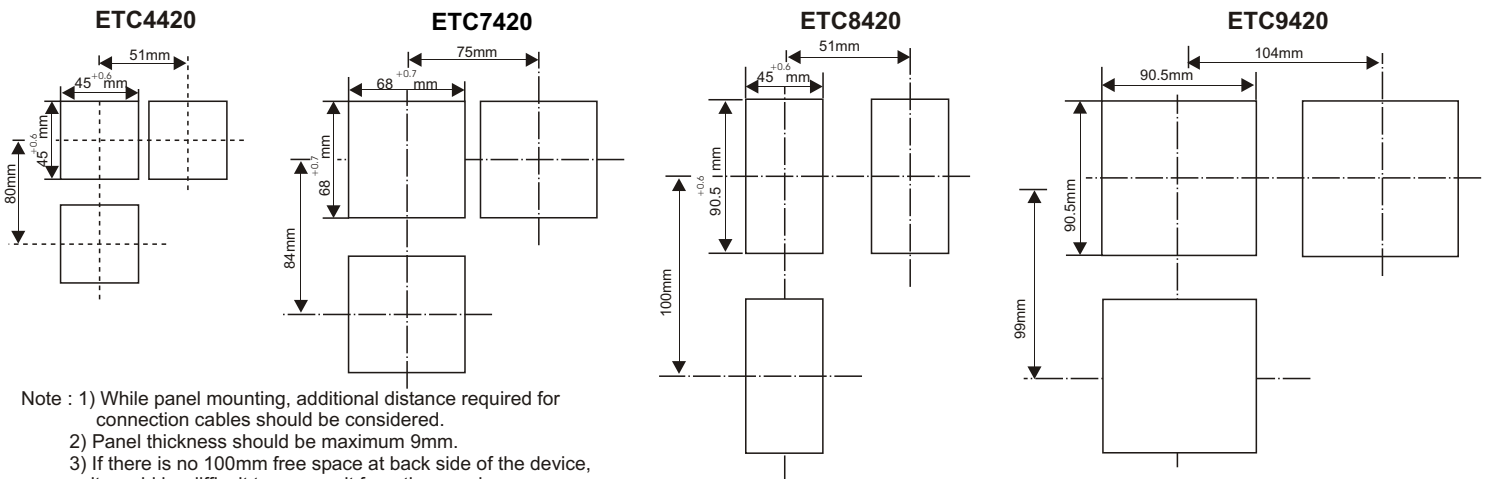 ETC4420
51mm
45 +0.6 mm
45 +0.6 mm
80mm
ETC7420
75mm
68 +0.7 mm
68 +0.7 mm
84mm
ETC8420
51mm
45 +0.6 mm
90.5 +0.6 mm
100mm
ETC9420
104mm
90.5mm
90.5mm
99mm
Note : 1) While panel mounting, additional distance required for
connection cables should be considered.
2) Panel thickness should be maximum 9mm.
3) If there is no 100mm free space at back side of the device,